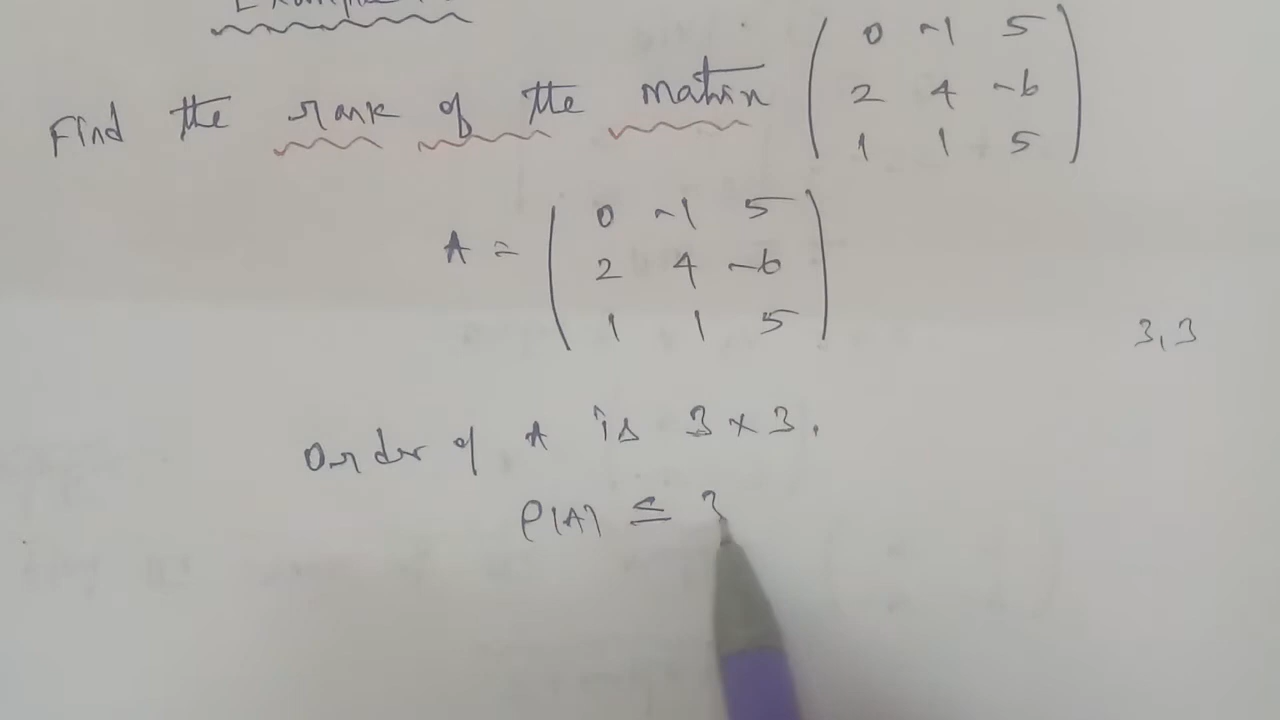 Find the rank of the matrix ( 0 -1 5
2 4 -6
1 1 5 )
A = ( 0 -1 5
2 4 -6
1 1 5 )
3,3
Order of A is 3 × 3.
ρ(A) ≤